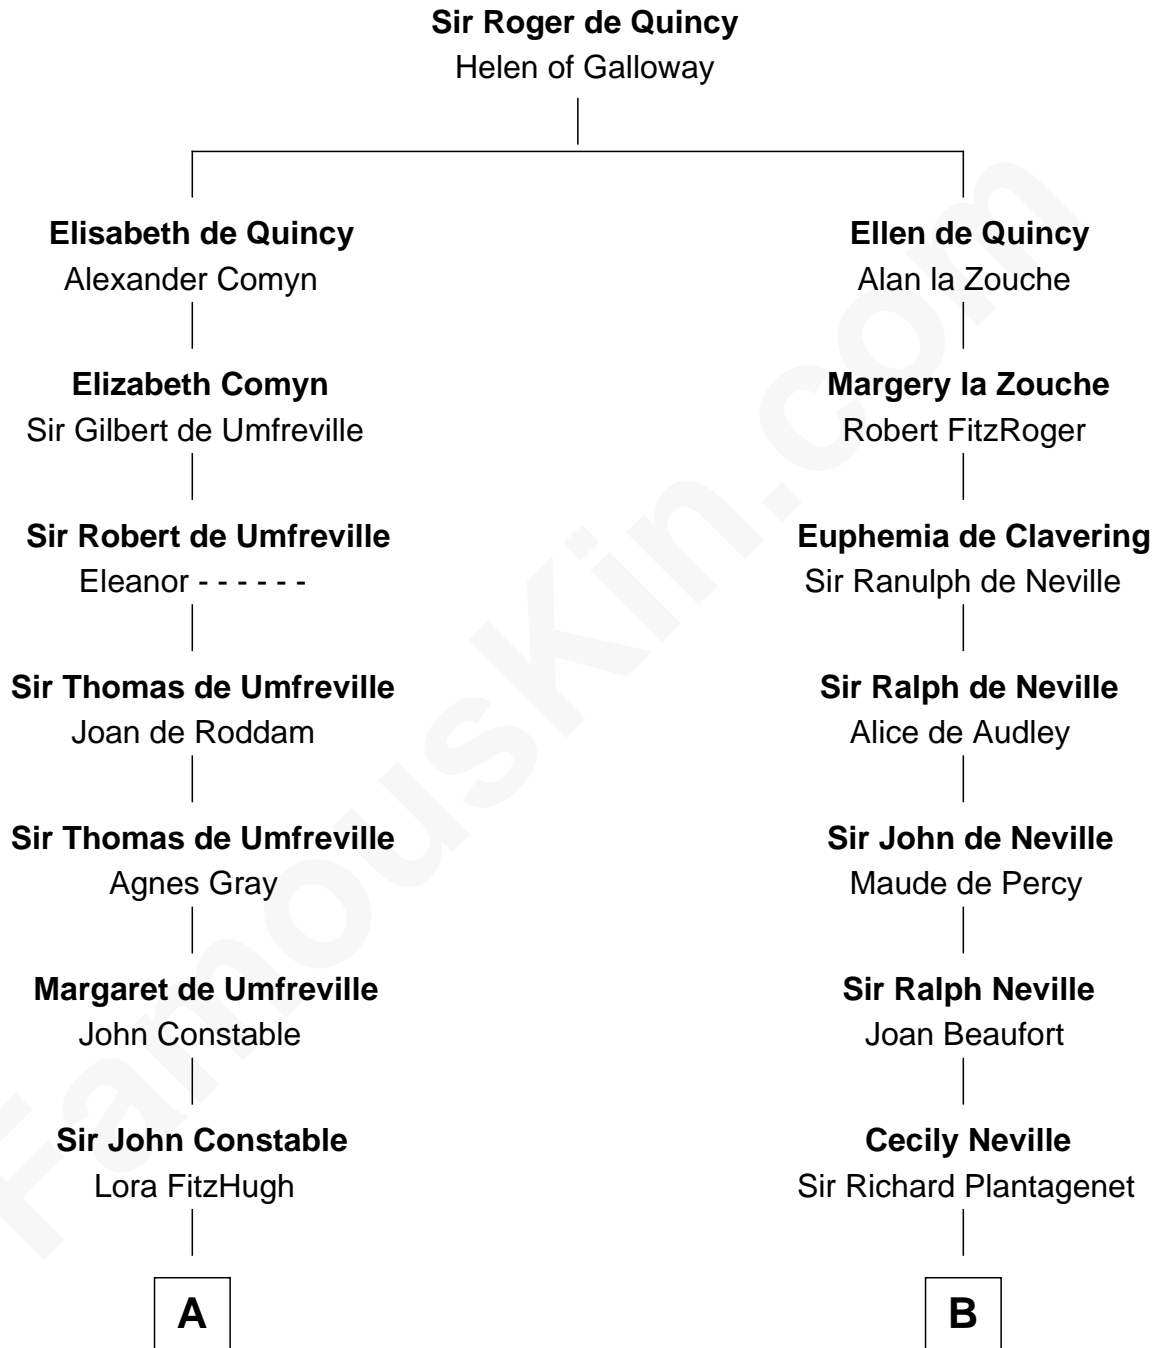 Sir Roger de Quincy
Helen of Galloway
Elisabeth de Quincy
Alexander Comyn
Ellen de Quincy
Alan la Zouche
Elizabeth Comyn
Sir Gilbert de Umfreville
Margery la Zouche
Robert FitzRoger
Sir Robert de Umfreville
Eleanor - - - - - -
Euphemia de Clavering
Sir Ranulph de Neville
Sir Thomas de Umfreville
Joan de Roddam
Sir Ralph de Neville
Alice de Audley
Sir Thomas de Umfreville
Agnes Gray
Sir John de Neville
Maude de Percy
Margaret de Umfreville
John Constable
Sir Ralph Neville
Joan Beaufort
Sir John Constable
Lora FitzHugh
Cecily Neville
Sir Richard Plantagenet
A
B
FamousKin.com